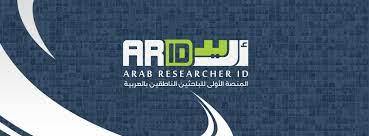 ARID أريد
ARAB RESEARCHER ID
المنصة الأولى للباحثين الناطقين بالعربية